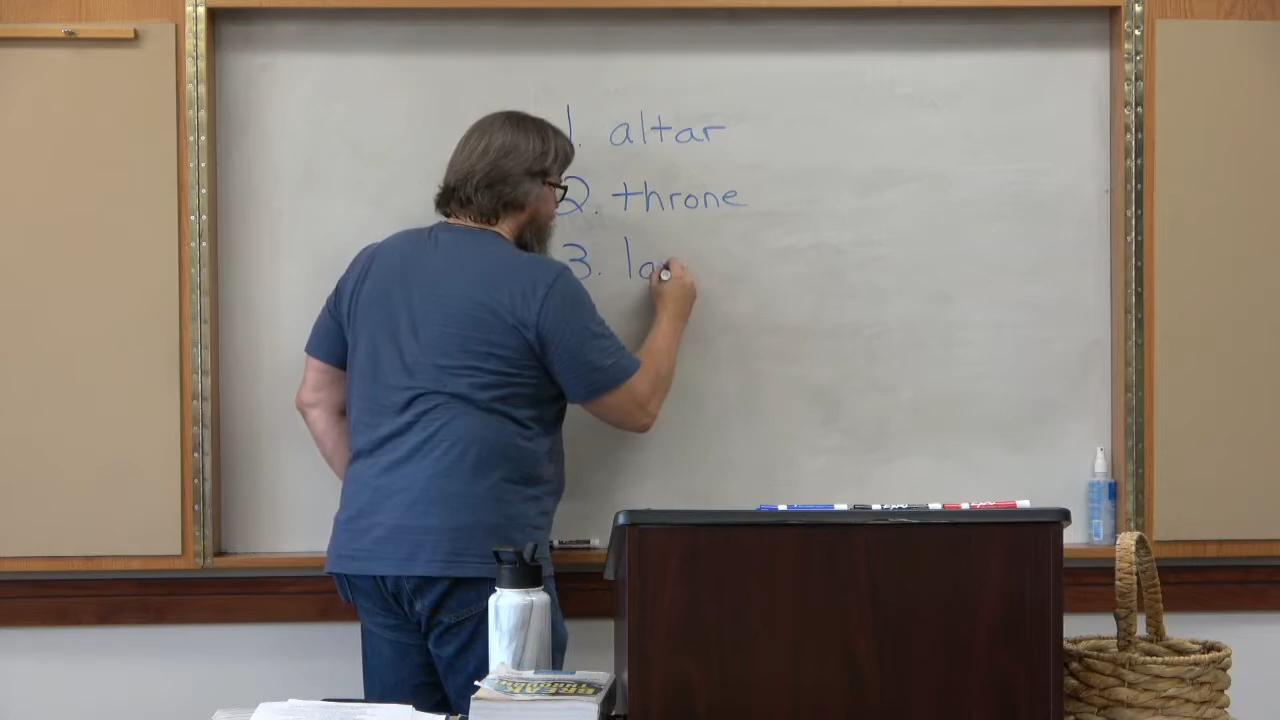 1. altar
2. throne
3. la